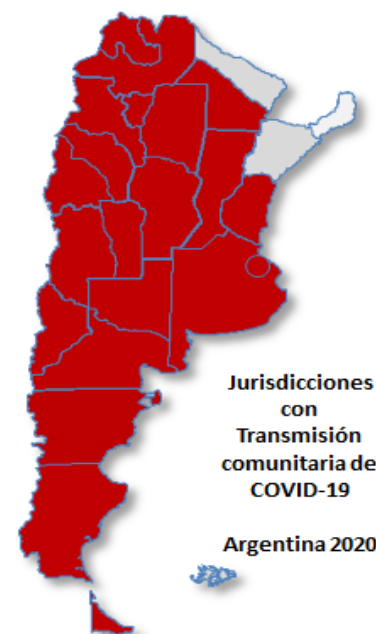 Jurisdicciones
con
Transmisión
comunitaria de
COVID-19
Argentina 2020